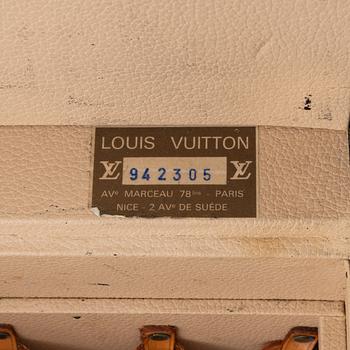 LOUIS VUITTON
LV 942305 LV
AVᵉ MARCEAU 78ᵇⁱˢ - PARIS
NICE - 2 AVᵉ DE SUÈDE